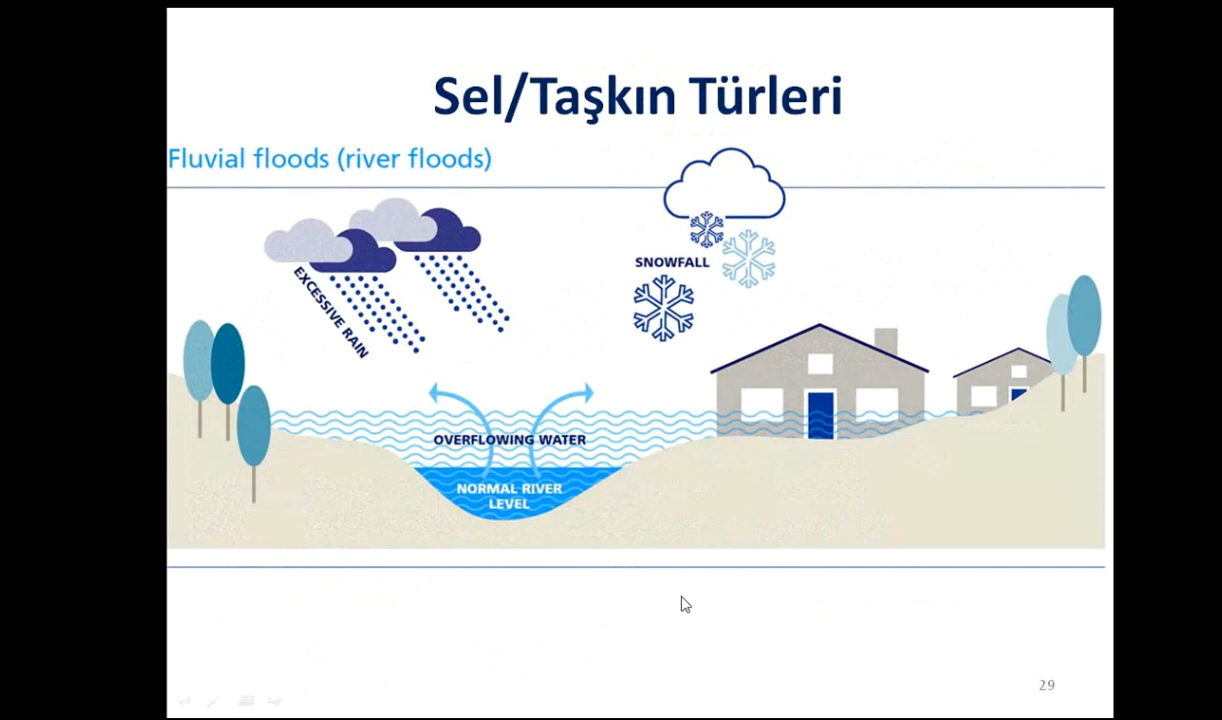 Sel/Taşkın Türleri
Fluvial floods (river floods)
EXCESSIVE RAIN
SNOWFALL
OVERFLOWING WATER
NORMAL RIVER
LEVEL
29